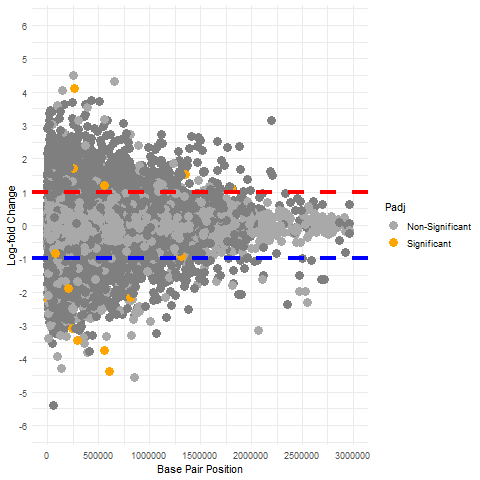 6
5
4
3
2
1
0
-1
-2
-3
-4
-5
-6
Log-fold Change
0 500000 1000000 1500000 2000000 2500000 3000000
Base Pair Position
Padj
Non-Significant
Significant